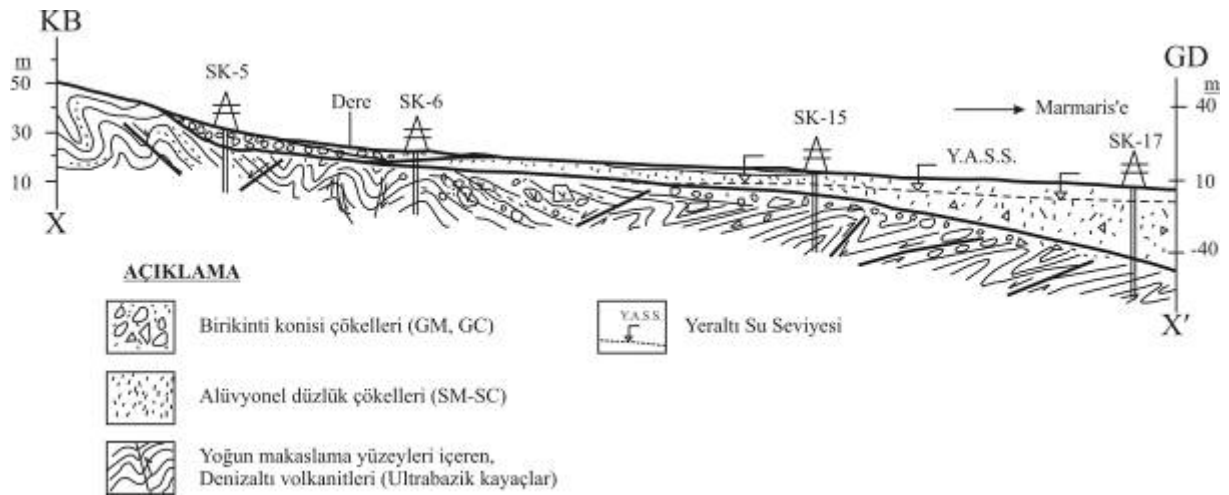 KB
GD
m
m
SK-5
50
40
Dere
SK-6
Marmaris'e
SK-15
SK-17
30
Y.A.S.S.
10
10
X
-40
X'
AÇIKLAMA
Birikinti konisi çökelleri (GM, GC)
Y.A.S.S.
Yeraltı Su Seviyesi
Alüvyonel düzlük çökelleri (SM-SC)
Yoğun makaslama yüzeyleri içeren,
Denizaltı volkanitleri (Ultrabazik kayaçlar)